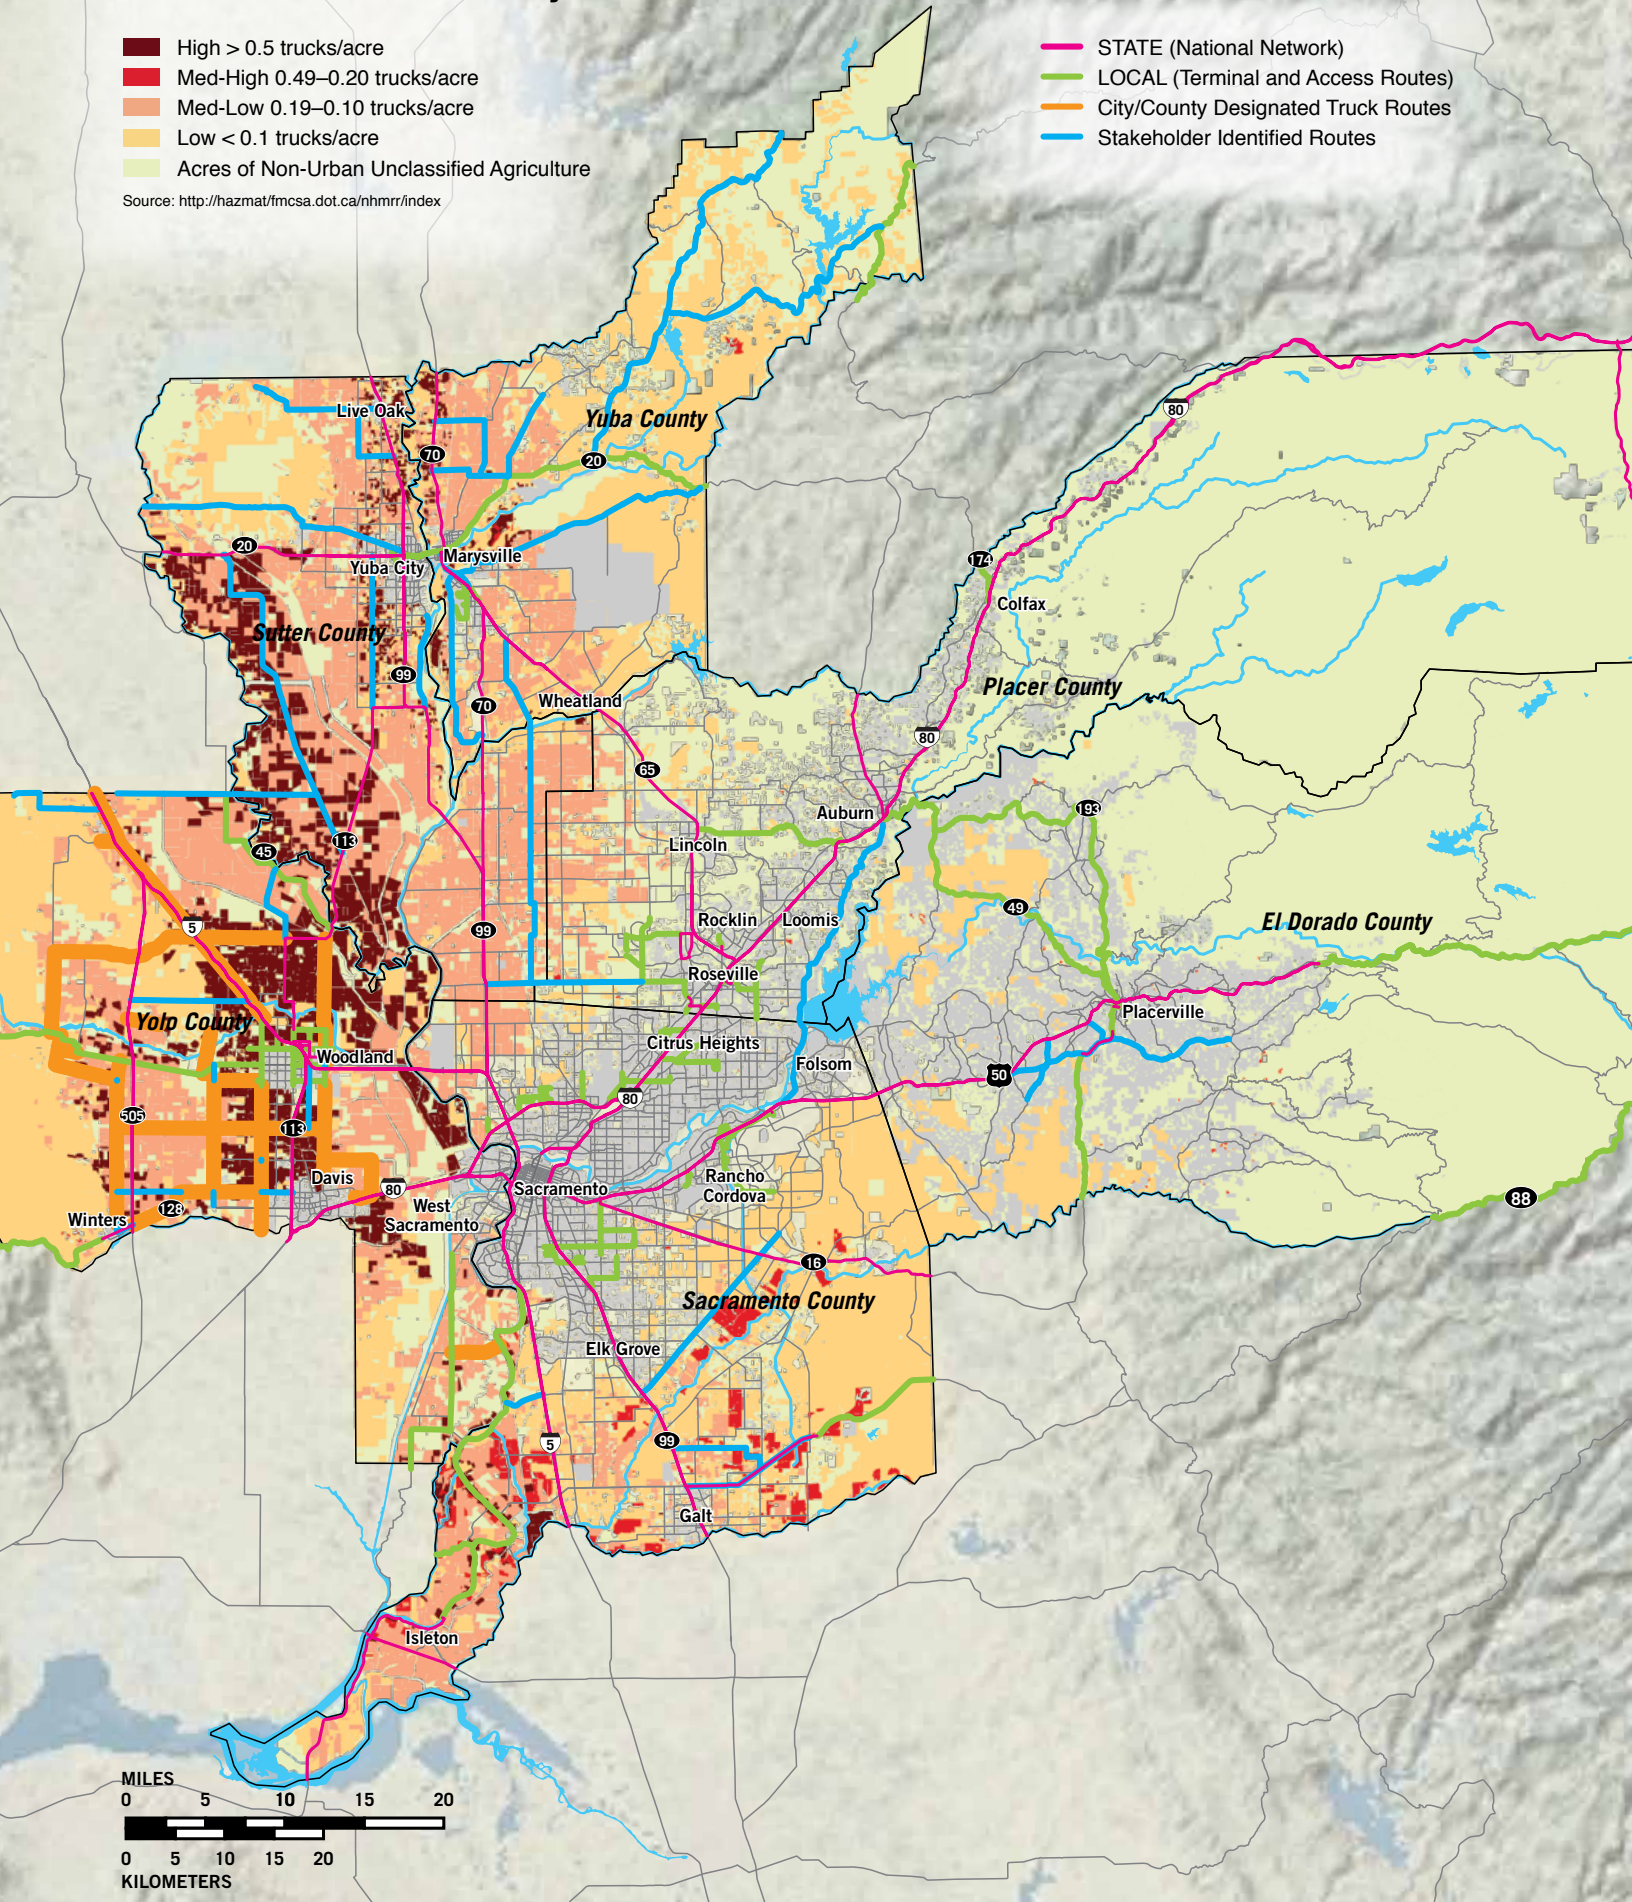 High > 0.5 trucks/acre
Med-High 0.49–0.20 trucks/acre
Med-Low 0.19–0.10 trucks/acre
Low < 0.1 trucks/acre
Acres of Non-Urban Unclassified Agriculture
Source: http://hazmat/fmcsa.dot.ca/nhmrr/index
STATE (National Network)
LOCAL (Terminal and Access Routes)
City/County Designated Truck Routes
Stakeholder Identified Routes
80
Live Oak
Yuba County
70
20
20
Marysville
Yuba City
174
Colfax
Sutter County
99
Placer County
Wheatland
70
80
65
193
Auburn
113
Lincoln
45
49
Rocklin
Loomis
El Dorado County
5
99
Roseville
Placerville
Yolp County
Citrus Heights
Woodland
Folsom
50
80
505
113
Davis
Rancho
Cordova
80
Sacramento
88
West
Sacramento
128
Winters
16
Sacramento County
Elk Grove
5
99
Galt
Isleton
MILES
0 5 10 15 20
0 5 10 15 20
KILOMETERS